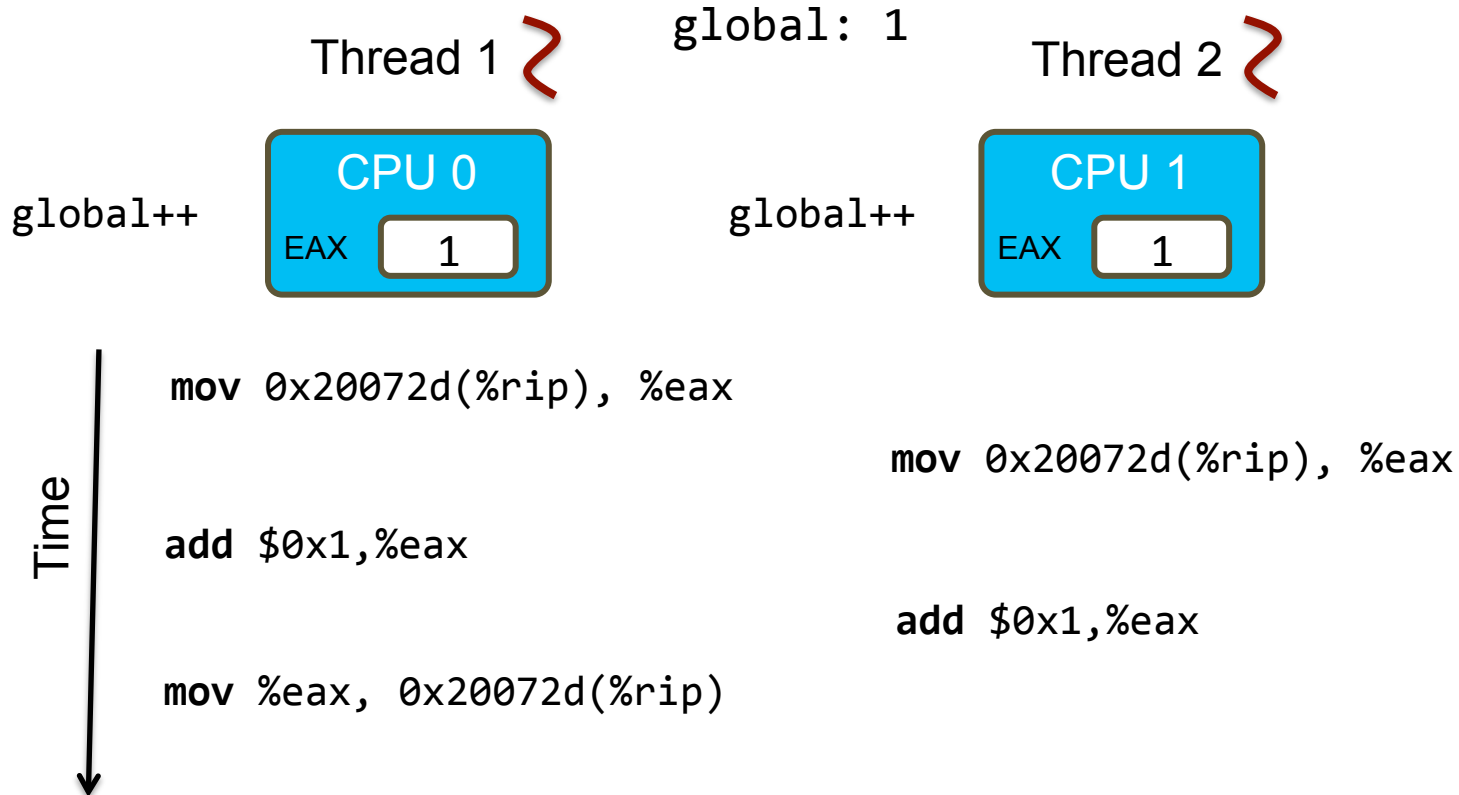 global: 1
Thread 1
Thread 2
CPU 0
CPU 1
global++
global++
EAX 1
EAX 1
mov 0x20072d(%rip), %eax
mov 0x20072d(%rip), %eax
Time
add $0x1,%eax
add $0x1,%eax
mov %eax, 0x20072d(%rip)